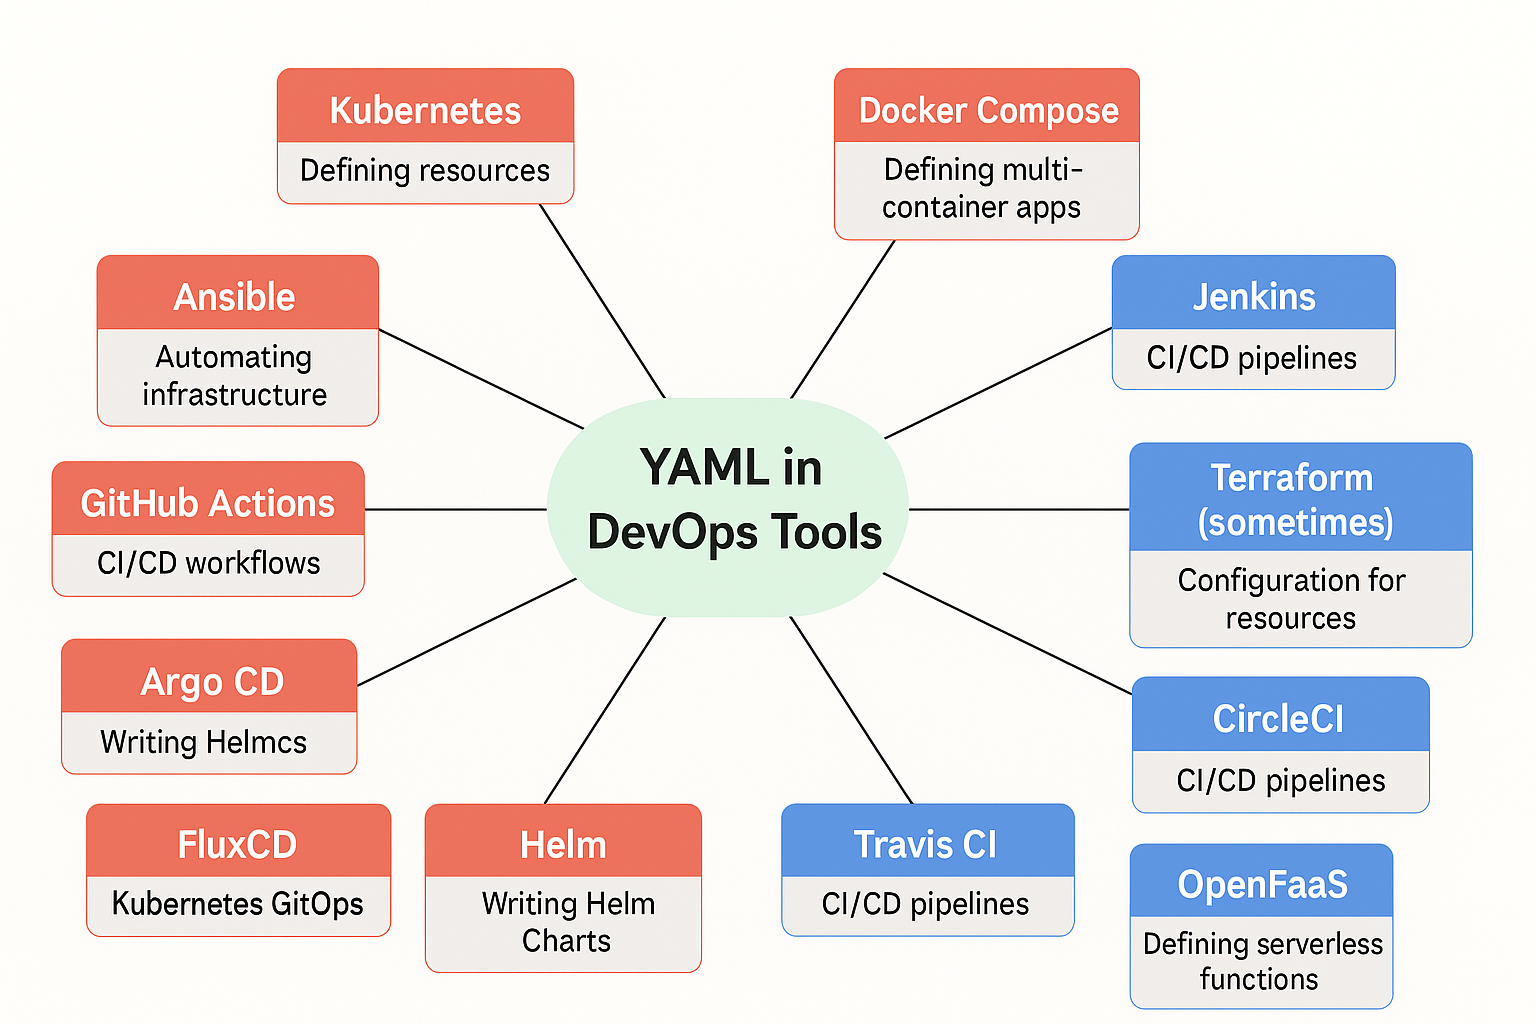 Kubernetes
Defining resources
Docker Compose
Defining multi-
container apps
Ansible
Automating
infrastructure
Jenkins
CI/CD pipelines
YAML in
DevOps Tools
GitHub Actions
CI/CD workflows
Terraform
(sometimes)
Configuration for
resources
Argo CD
Writing Helmcs
CircleCI
CI/CD pipelines
FluxCD
Kubernetes GitOps
Helm
Writing Helm
Charts
Travis CI
CI/CD pipelines
OpenFaaS
Defining serverless
functions